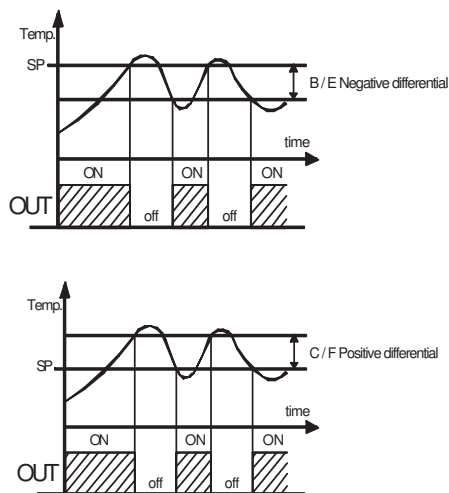 Temp.
SP
B / E Negative differential
time
ON ON ON
OUT
off off
Temp.
C / F Positive differential
SP
time
ON ON ON
OUT
off off